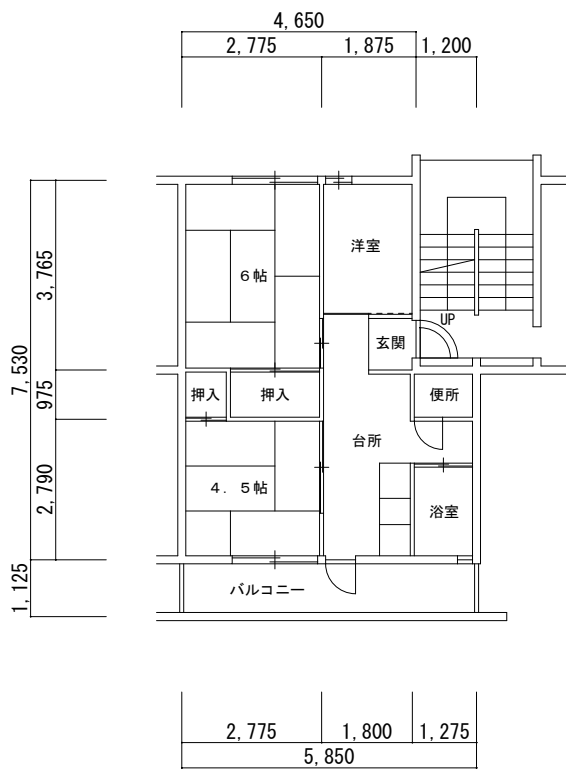 4,650
2,775 1,875 1,200
洋室
6帖
3,765
UP
玄関
7,530
975
押入 押入 便所
台所
2,790
4.5帖
浴室
1,125
バルコニー
2,775 1,800 1,275
5,850